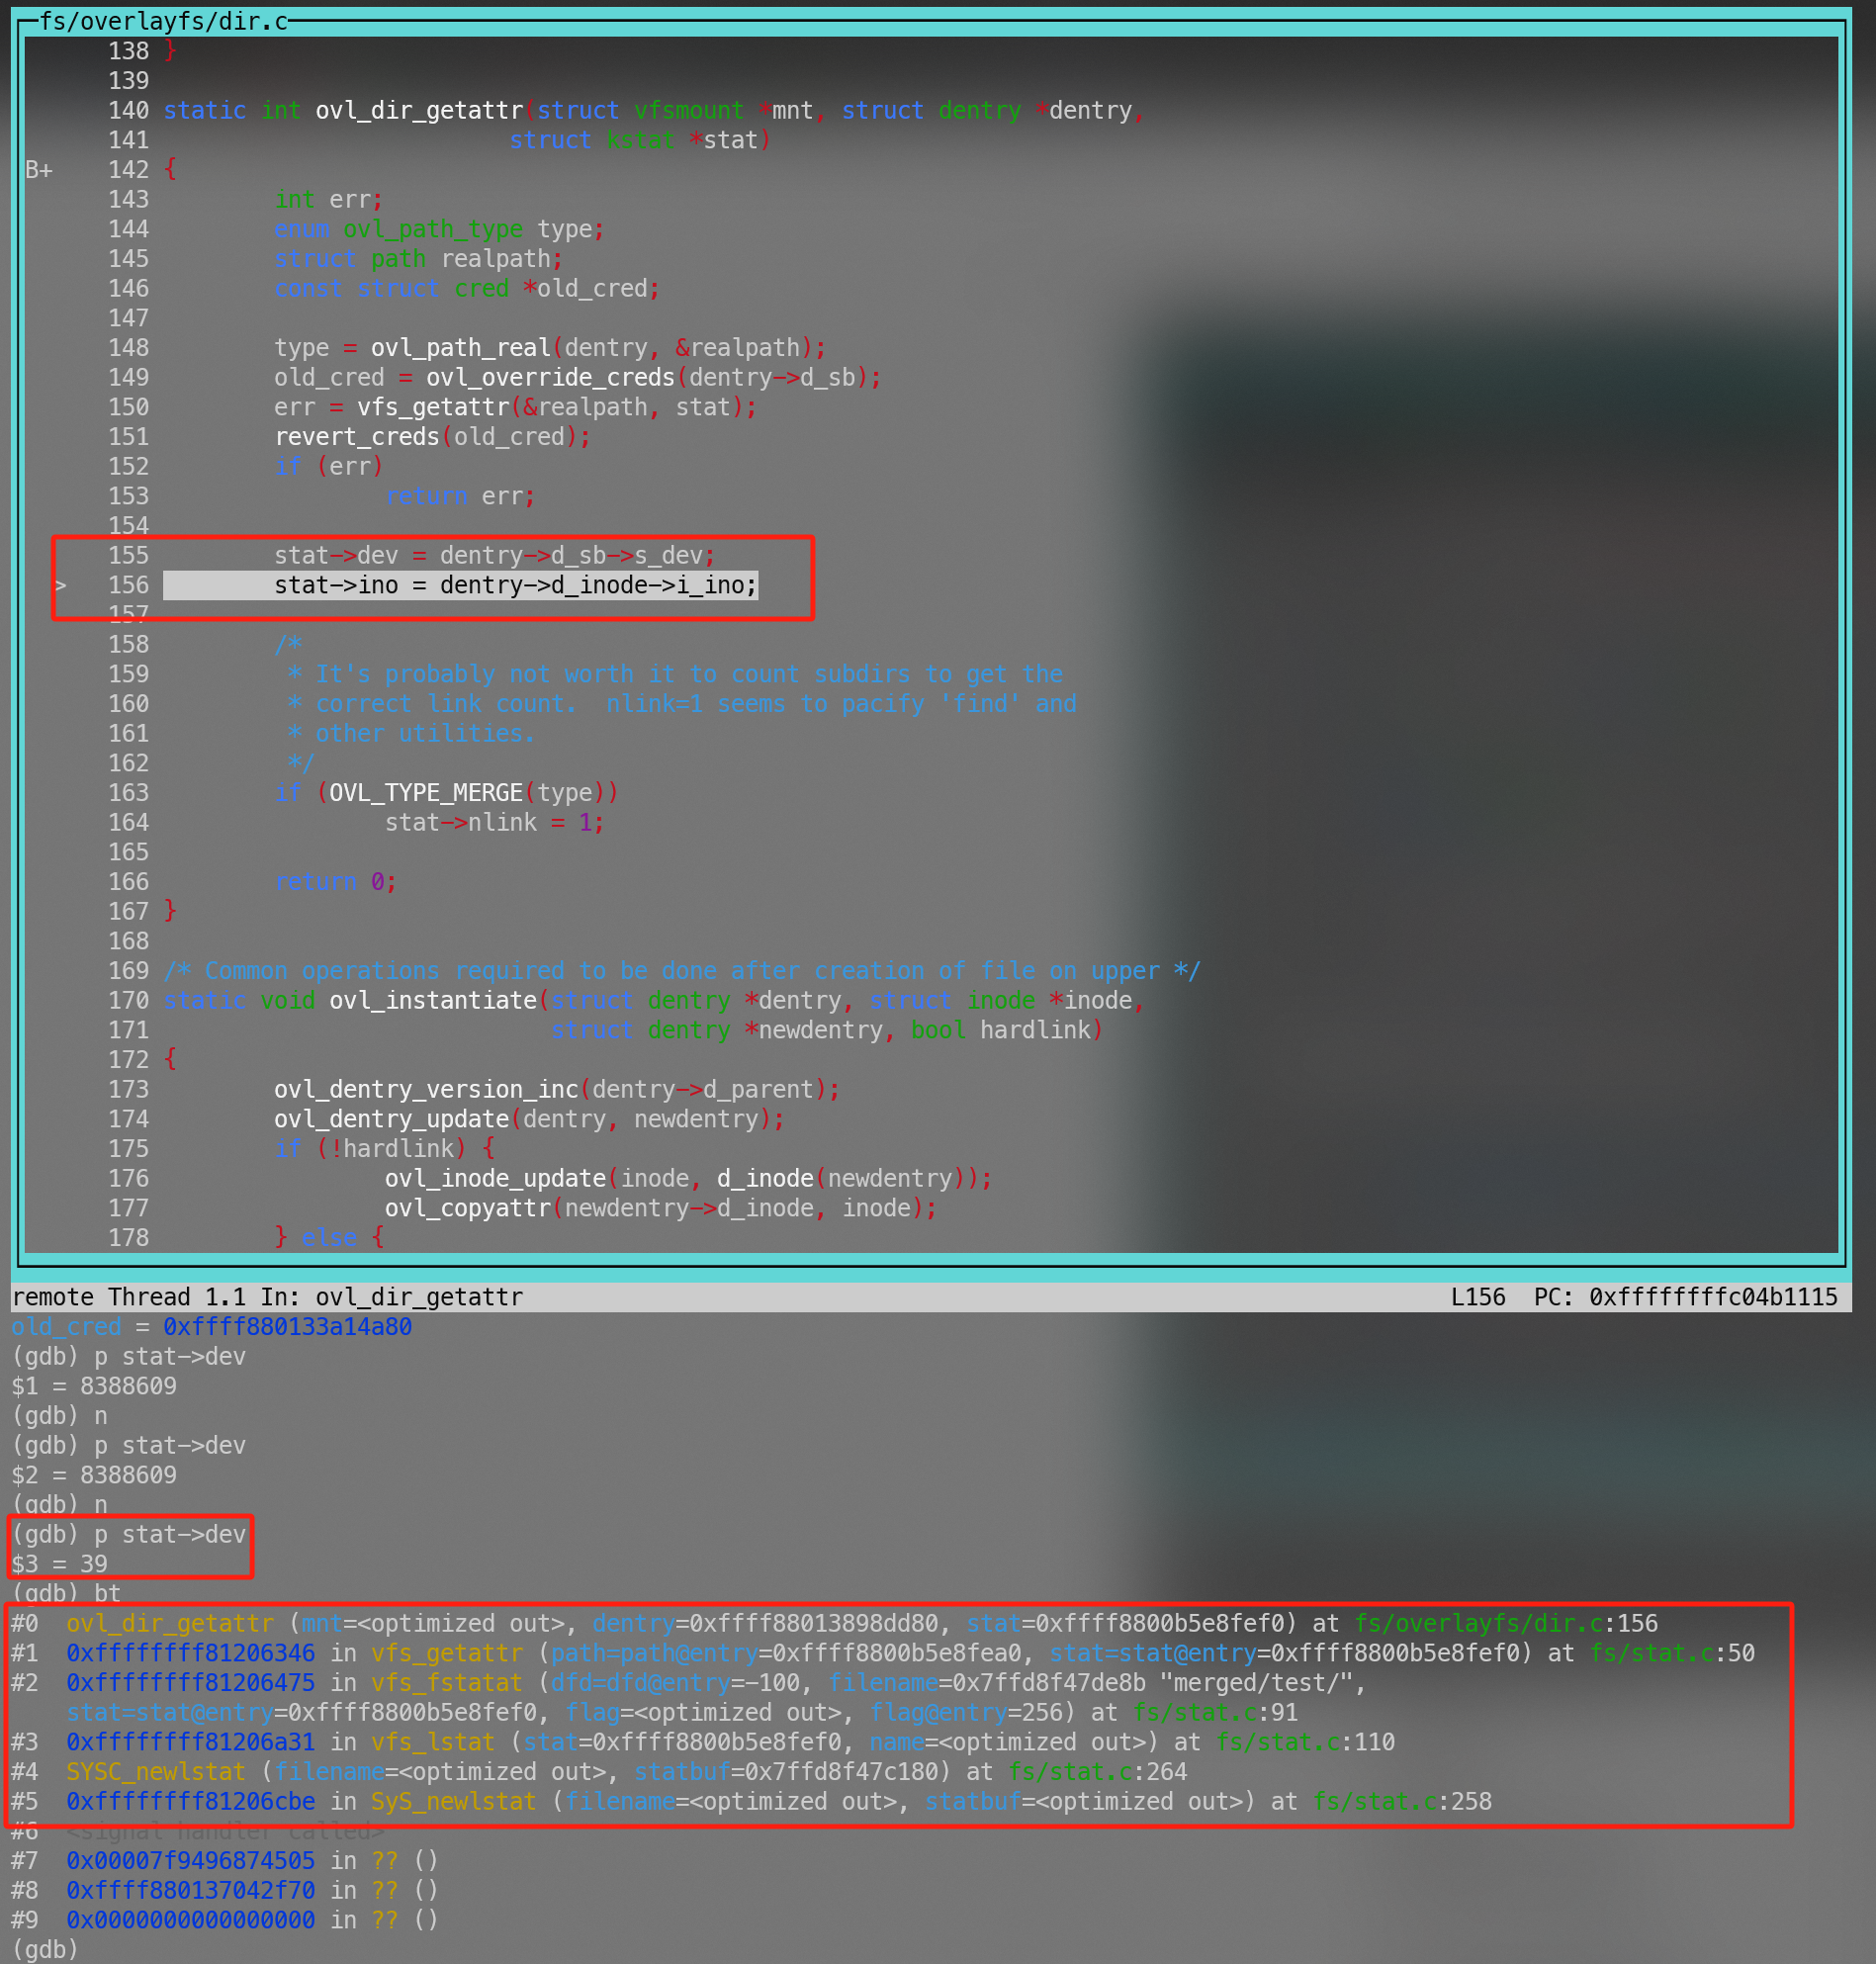 fs/overlayfs/dir.c
138 }
139
140 static int ovl_dir_getattr(struct vfsmount *mnt, struct dentry *dentry,
141                          struct kstat *stat)
B+ 142 {
143         int err;
144         enum ovl_path_type type;
145         struct path realpath;
146         const struct cred *old_cred;
147
148         type = ovl_path_real(dentry, &realpath);
149         old_cred = ovl_override_creds(dentry->d_sb);
150         err = vfs_getattr(&realpath, stat);
151         revert_creds(old_cred);
152         if (err)
153                 return err;
154
155         stat->dev = dentry->d_sb->s_dev;
> 156         stat->ino = dentry->d_inode->i_ino;
157
158         /*
159          * It's probably not worth it to count subdirs to get the
160          * correct link count.  nlink=1 seems to pacify 'find' and
161          * other utilities.
162          */
163         if (OVL_TYPE_MERGE(type))
164                 stat->nlink = 1;
165
166         return 0;
167 }
168
169 /* Common operations required to be done after creation of file on upper */
170 static void ovl_instantiate(struct dentry *dentry, struct inode *inode,
171                             struct dentry *newdentry, bool hardlink)
172 {
173         ovl_dentry_version_inc(dentry->d_parent);
174         ovl_dentry_update(dentry, newdentry);
175         if (!hardlink) {
176                 ovl_inode_update(inode, d_inode(newdentry));
177                 ovl_copyattr(newdentry->d_inode, inode);
178         } else {
remote Thread 1.1 In: ovl_dir_getattr L156 PC: 0xffffffffc04b1115
old_cred = 0xffff880133a14a80
(gdb) p stat->dev
$1 = 8388609
(gdb) n
(gdb) p stat->dev
$2 = 8388609
(gdb) n
(gdb) p stat->dev
$3 = 39
(gdb) bt
#0  ovl_dir_getattr (mnt=<optimized out>, dentry=0xffff88013898dd80, stat=0xffff8800b5e8fef0) at fs/overlayfs/dir.c:156
#1  0xffffffff81206346 in vfs_getattr (path=path@entry=0xffff8800b5e8fea0, stat=stat@entry=0xffff8800b5e8fef0) at fs/stat.c:50
#2  0xffffffff81206475 in vfs_fstatat (dfd=dfd@entry=-100, filename=0x7ffd8f47de8b "merged/test/",
    stat=stat@entry=0xffff8800b5e8fef0, flag=<optimized out>, flag@entry=256) at fs/stat.c:91
#3  0xffffffff81206a31 in vfs_lstat (stat=0xffff8800b5e8fef0, name=<optimized out>) at fs/stat.c:110
#4  SYSC_newlstat (filename=<optimized out>, statbuf=0x7ffd8f47c180) at fs/stat.c:264
#5  0xffffffff81206cbe in SyS_newlstat (filename=<optimized out>, statbuf=<optimized out>) at fs/stat.c:258
#6  <signal handler called>
#7  0x00007f9496874505 in ?? ()
#8  0xffff880137042f70 in ?? ()
#9  0x0000000000000000 in ?? ()
(gdb)